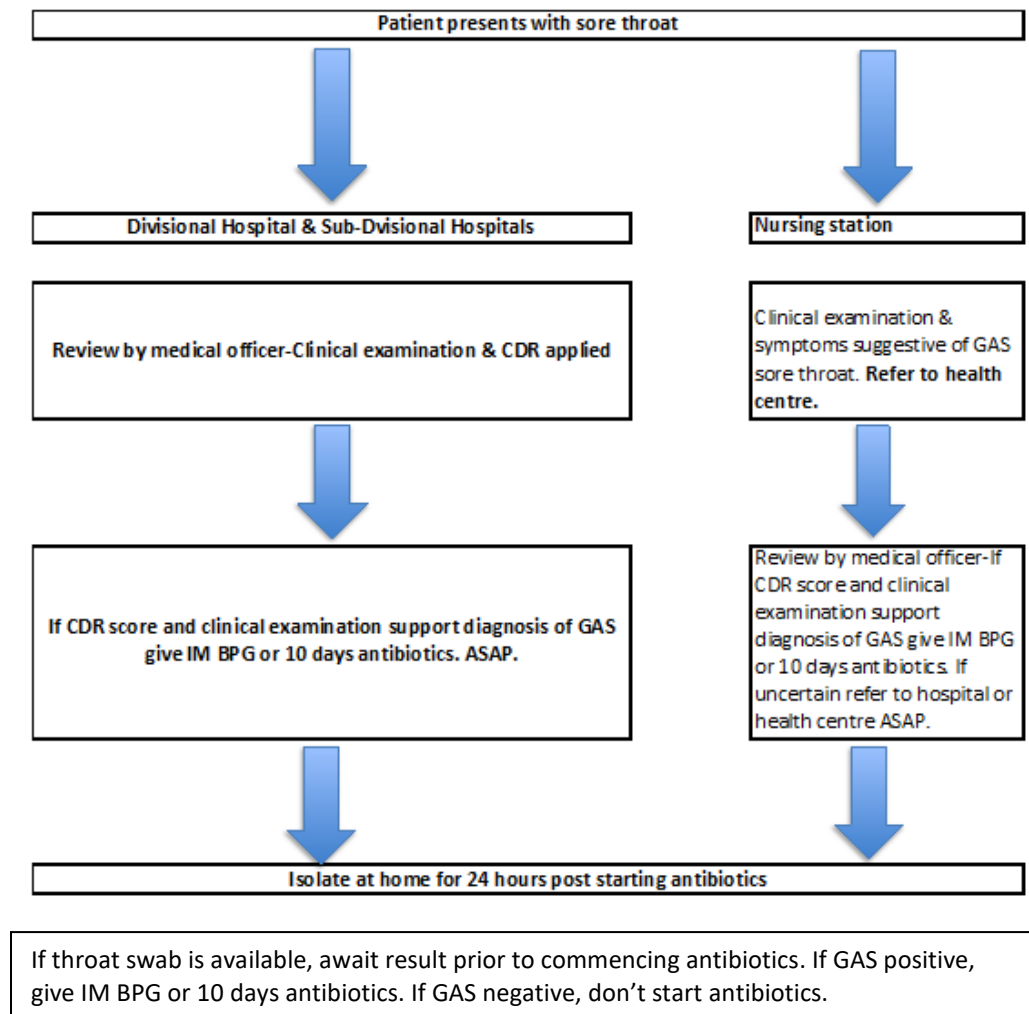 Patient presents with sore throat
Divisional Hospital & Sub-Dvisional Hospitals
Nursing station
Review by medical officer-Clinical examination & CDR applied
Clinical examination &
symptoms suggestive of GAS
sore throat. Refer to health
centre.
If CDR score and clinical examination support diagnosis of GAS
give IM BPG or 10 days antibiotics. ASAP.
Review by medical officer-If
CDR score and clinical
examination support
diagnosis of GAS give IM BPG
or 10 days antibiotics. If
uncertain refer to hospital or
health centre ASAP.
Isolate at home for 24 hours post starting antibiotics
If throat swab is available, await result prior to commencing antibiotics. If GAS positive,
give IM BPG or 10 days antibiotics. If GAS negative, don’t start antibiotics.